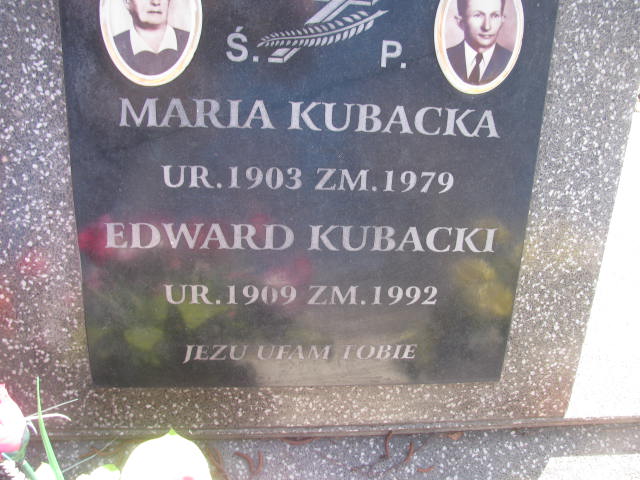 Ś. P.
MARIA KUBACKA
UR.1903 ZM.1979
EDWARD KUBACKI
UR.1909 ZM.1992
JEZU UFAM TOBIE